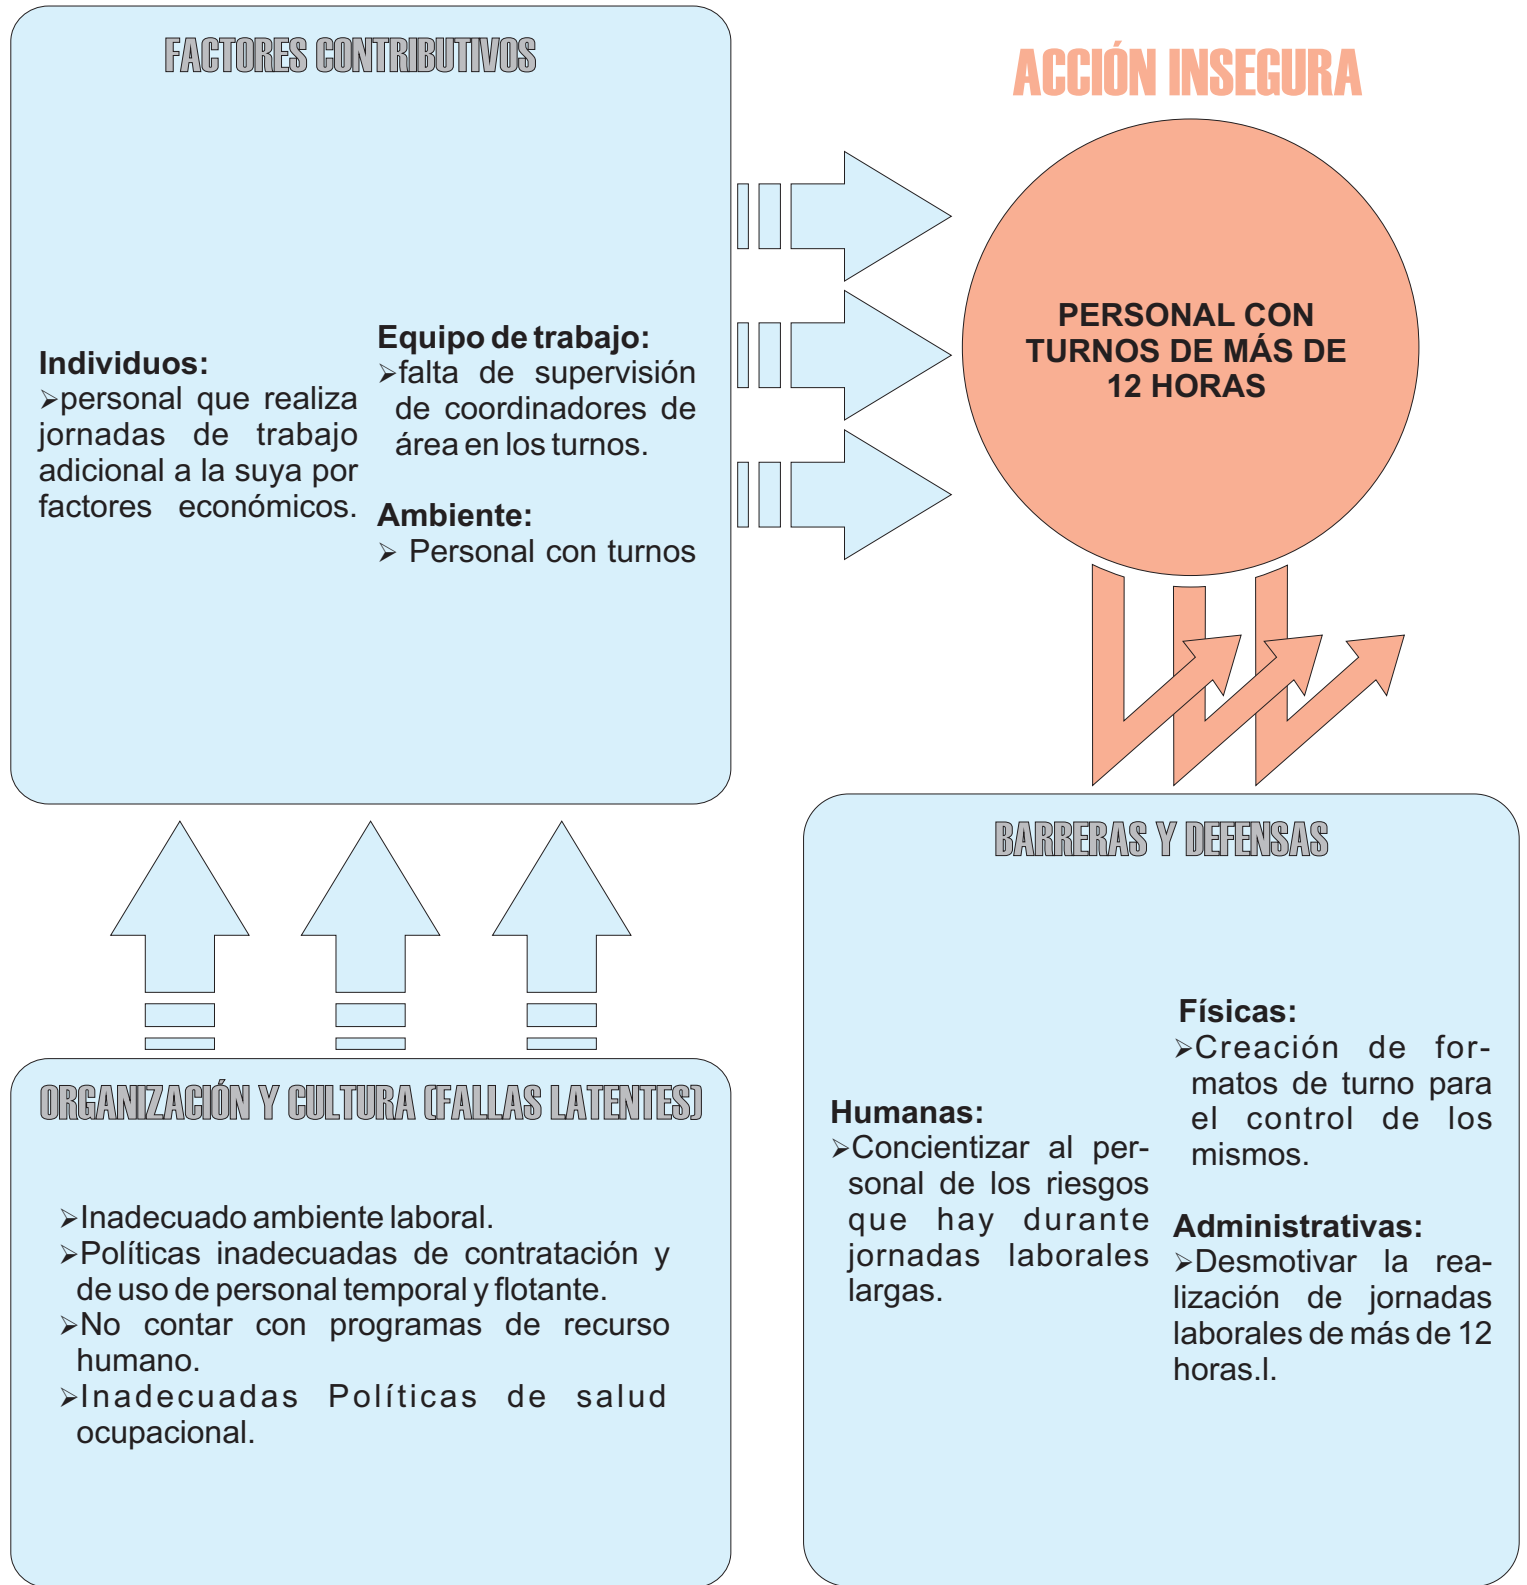 FACTORES CONTRIBUTIVOS
Individuos:
➢personal que realiza
jornadas de trabajo
adicional a la suya por
factores económicos.
Equipo de trabajo:
➢falta de supervisión
de coordinadores de
área en los turnos.
Ambiente:
➢ Personal con turnos
ACCIÓN INSEGURA
PERSONAL CON
TURNOS DE MÁS DE
12 HORAS
ORGANIZACIÓN Y CULTURA (FALLAS LATENTES)
➢Inadecuado ambiente laboral.
➢Políticas inadecuadas de contratación y
de uso de personal temporal y flotante.
➢No contar con programas de recurso
humano.
➢Inadecuadas Políticas de salud
ocupacional.
BARRERAS Y DEFENSAS
Humanas:
➢Concientizar al per-
sonal de los riesgos
que hay durante
jornadas laborales
largas.
Físicas:
➢Creación de for-
matos de turno para
el control de los
mismos.
Administrativas:
➢Desmotivar la rea-
lización de jornadas
laborales de más de 12
horas.l.